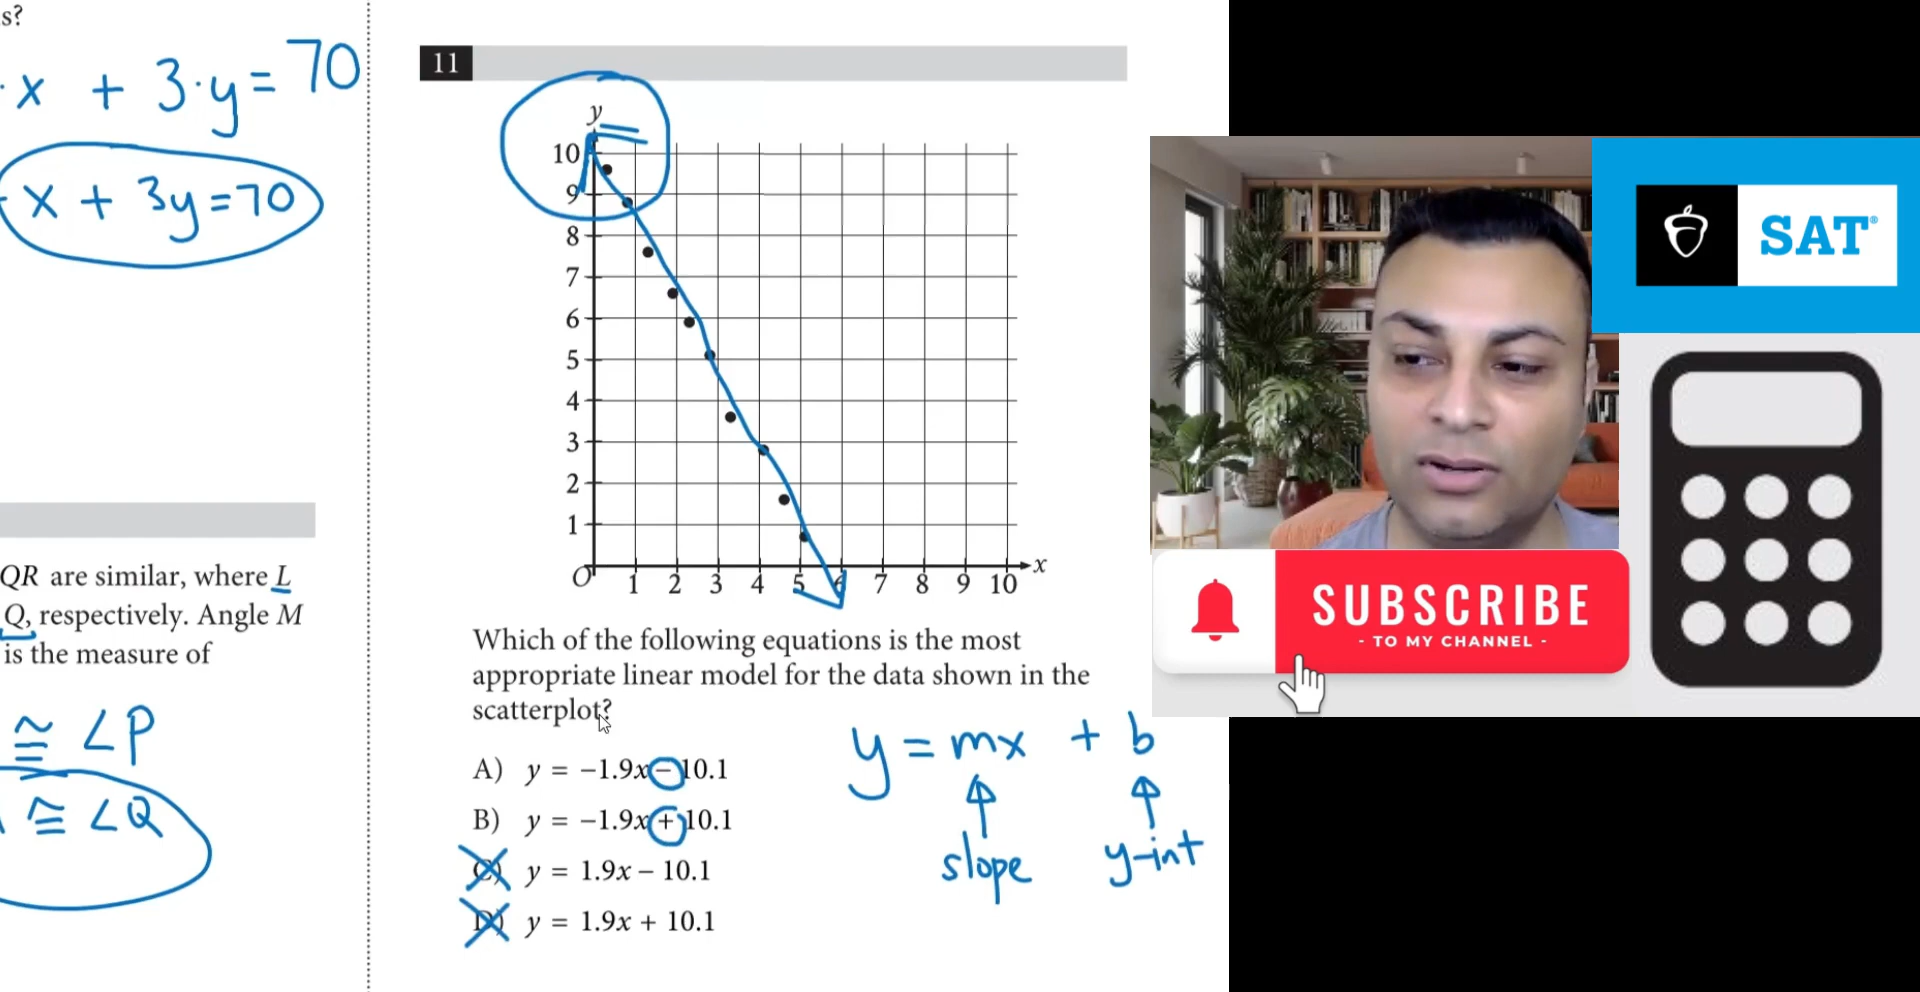 s?
·x + 3·y = 70
x + 3y = 70
QR are similar, where L
Q, respectively. Angle M
is the measure of
≅ ∠P
≅ ∠Q
11
y
10
9
8
7
6
5
4
3
2
1
O 1 2 3 4 5 6 7 8 9 10 x
Which of the following equations is the most
appropriate linear model for the data shown in the
scatterplot?
A) y = −1.9x − 10.1
B) y = −1.9x + 10.1
C) y = 1.9x − 10.1
D) y = 1.9x + 10.1
y = mx + b
slope y-int
SAT®
SUBSCRIBE
- TO MY CHANNEL -